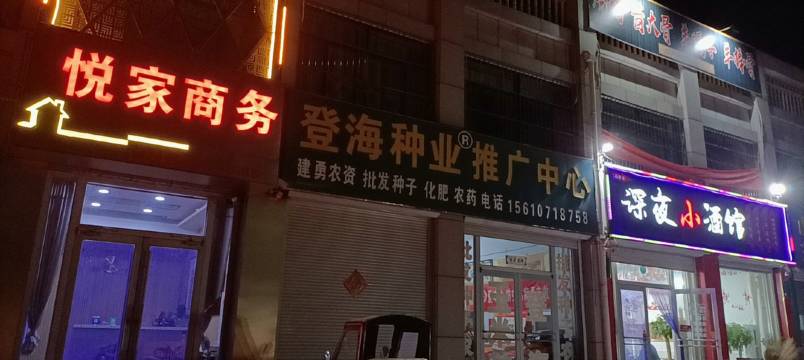 悦家商务
登海种业® 推广中心
建勇农资 批发种子 化肥 农药 电话 15610718758
深夜小酒馆